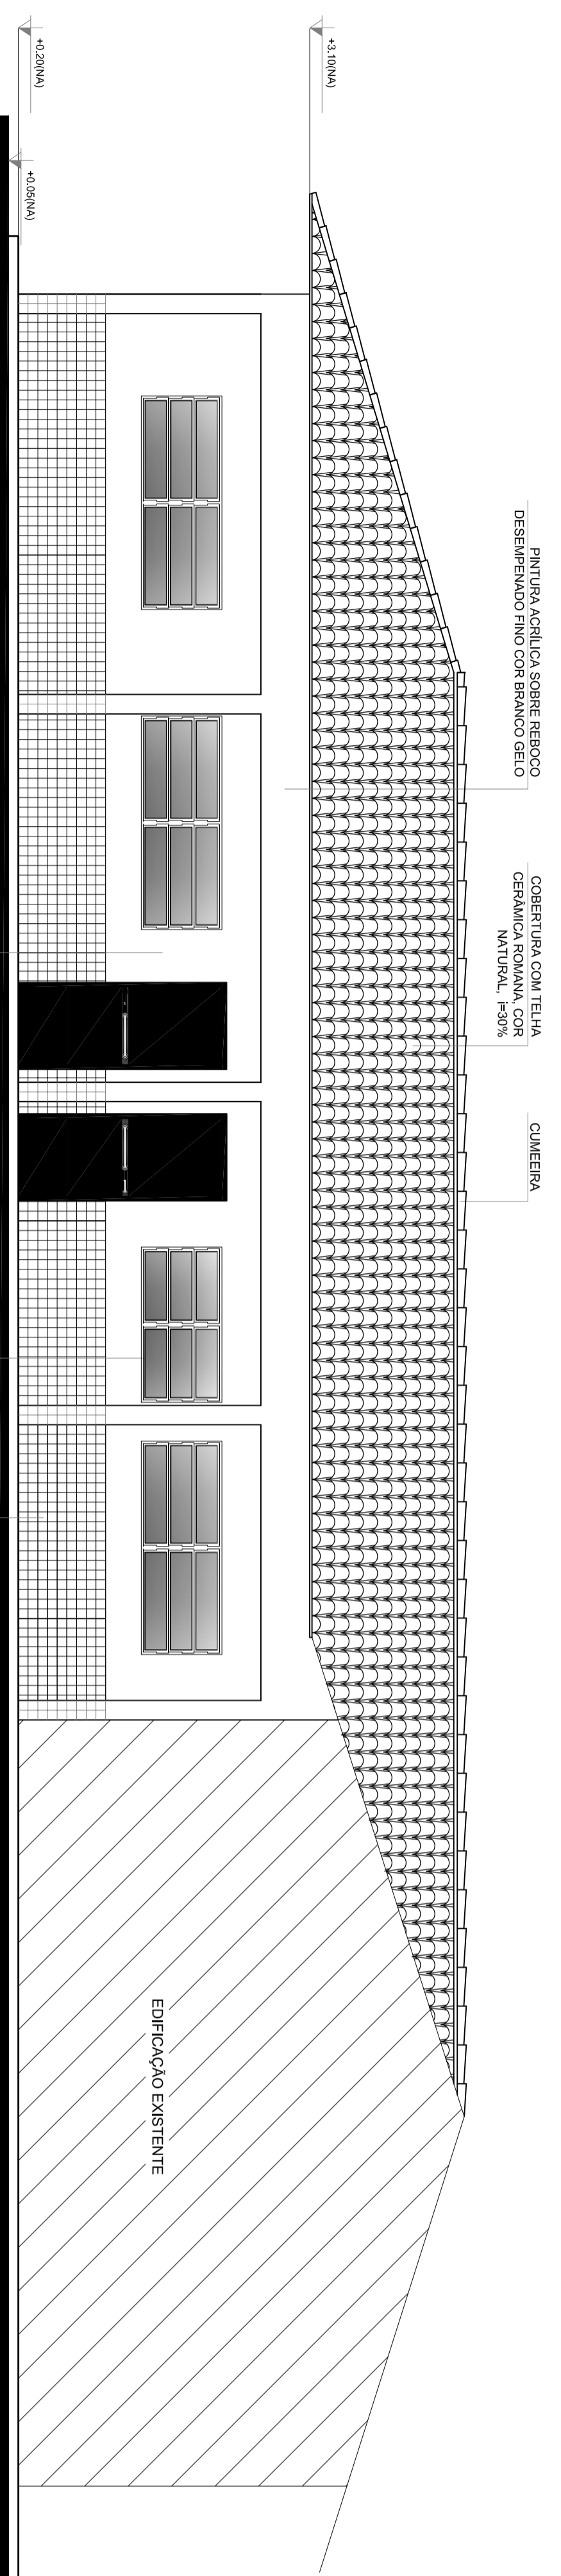 +0.20(NA)
+0.05(NA)
+3.10(NA)
PINTURA ACRÍLICA SOBRE REBOCO
DESEMPENADO FINO COR BRANCO GELO
COBERTURA COM TELHA
CERÂMICA ROMANA, COR
NATURAL, i=30%
CUMEEIRA
EDIFICAÇÃO EXISTENTE